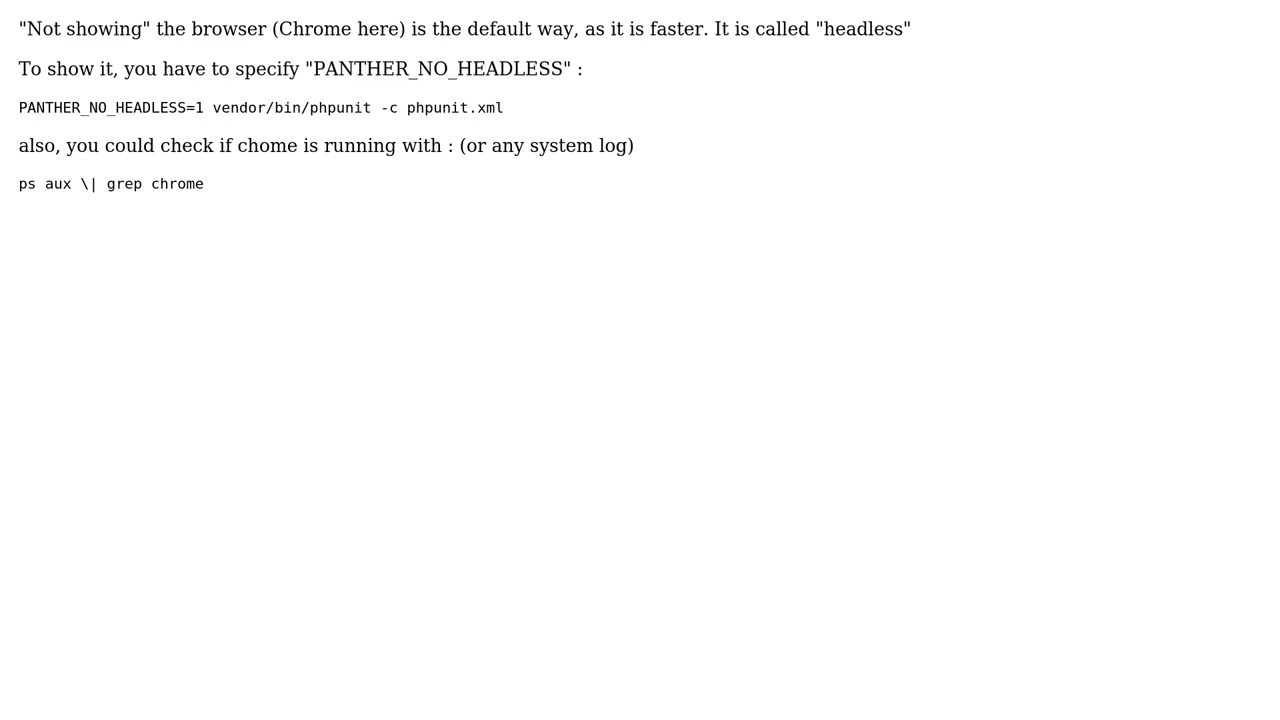 "Not showing" the browser (Chrome here) is the default way, as it is faster. It is called "headless"
To show it, you have to specify "PANTHER_NO_HEADLESS" :
PANTHER_NO_HEADLESS=1 vendor/bin/phpunit -c phpunit.xml
also, you could check if chome is running with : (or any system log)
ps aux \| grep chrome